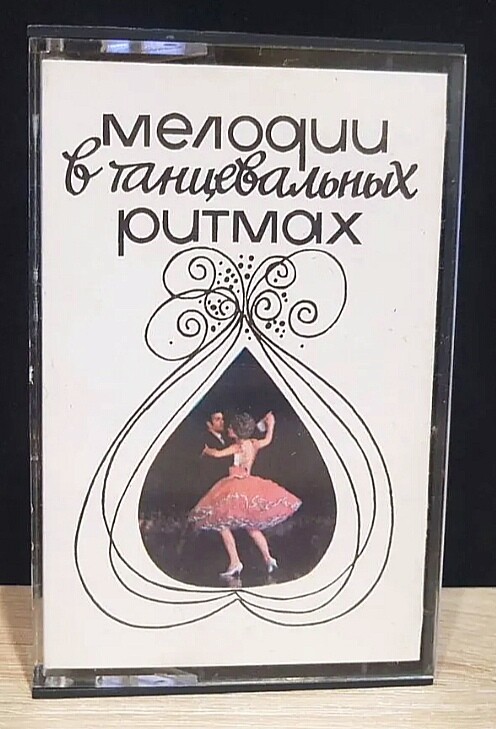 мелодии
в танцевальных
ритмах